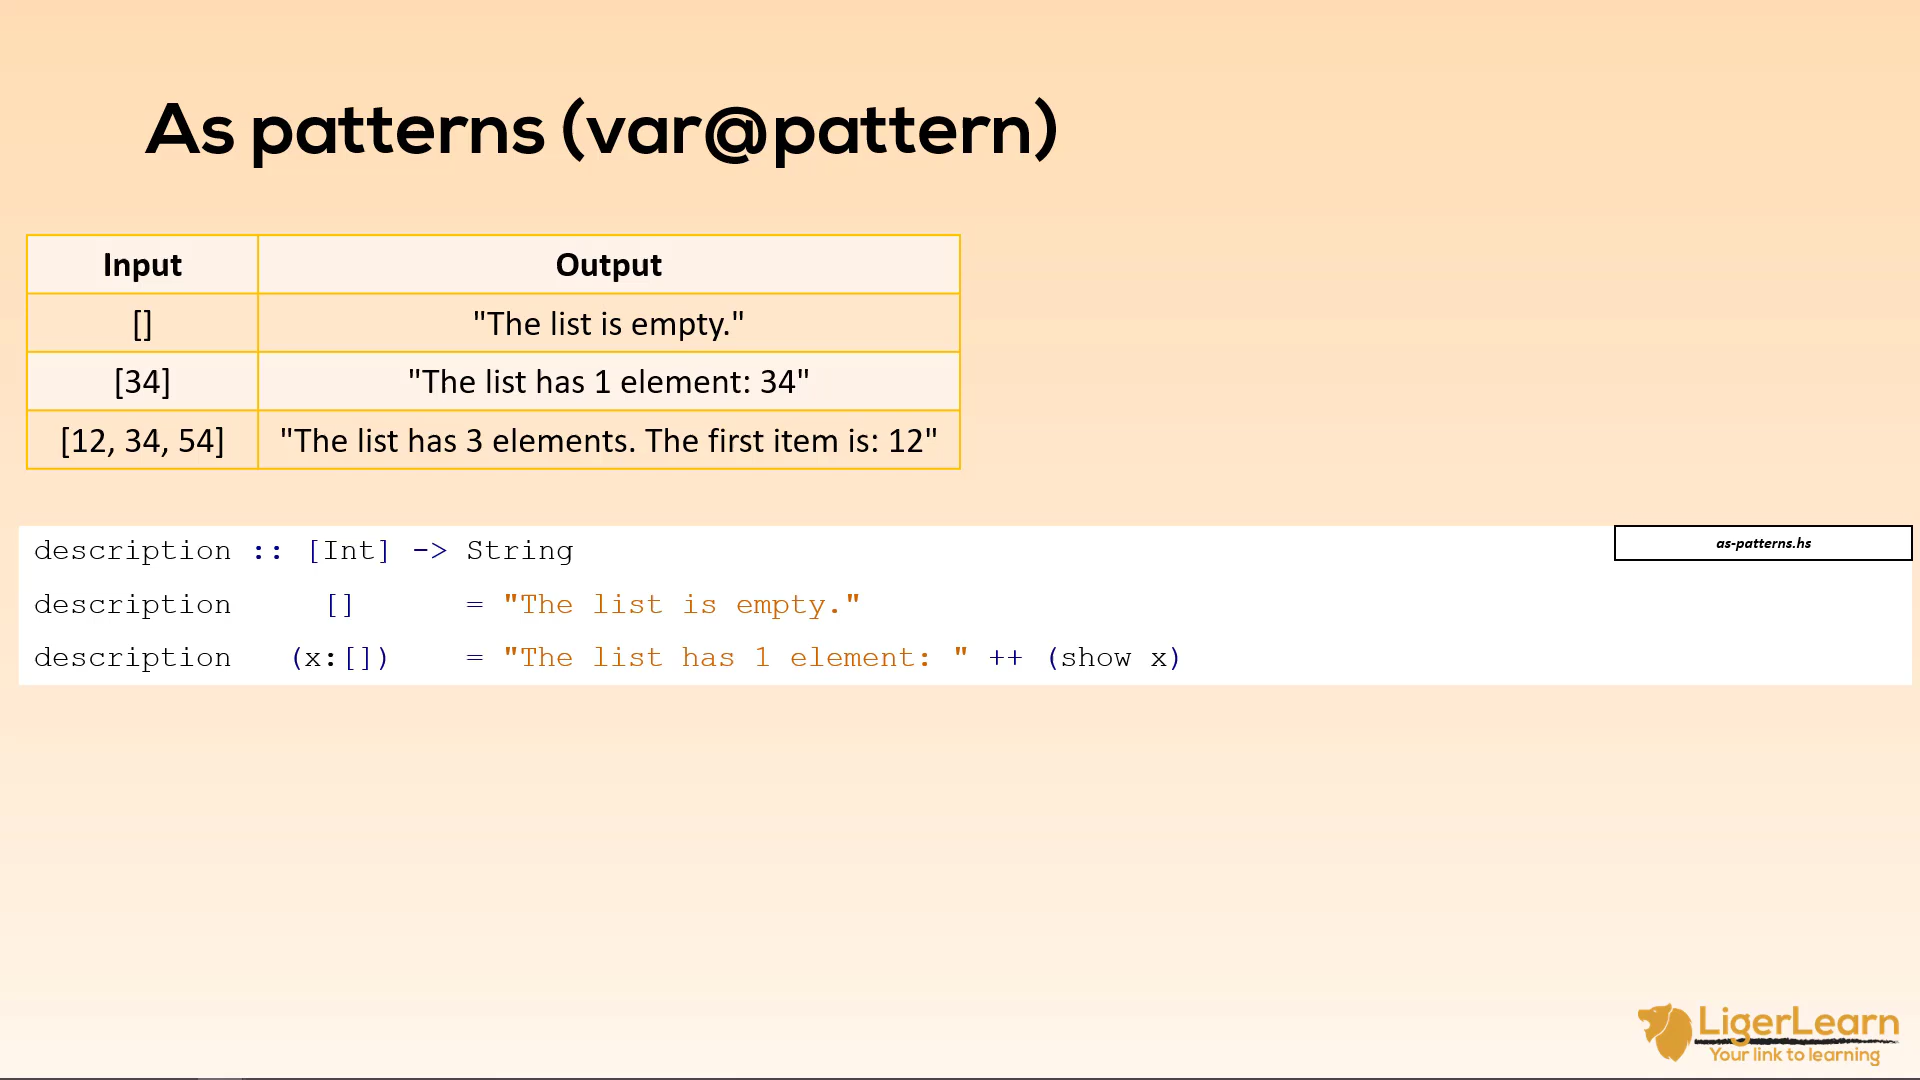 As patterns (var@pattern)
Input Output
[] "The list is empty."
[34] "The list has 1 element: 34"
[12, 34, 54] "The list has 3 elements. The first item is: 12"
as-patterns.hs
description :: [Int] -> String
description [] = "The list is empty."
description (x:[]) = "The list has 1 element: " ++ (show x)
LigerLearn
Your link to learning